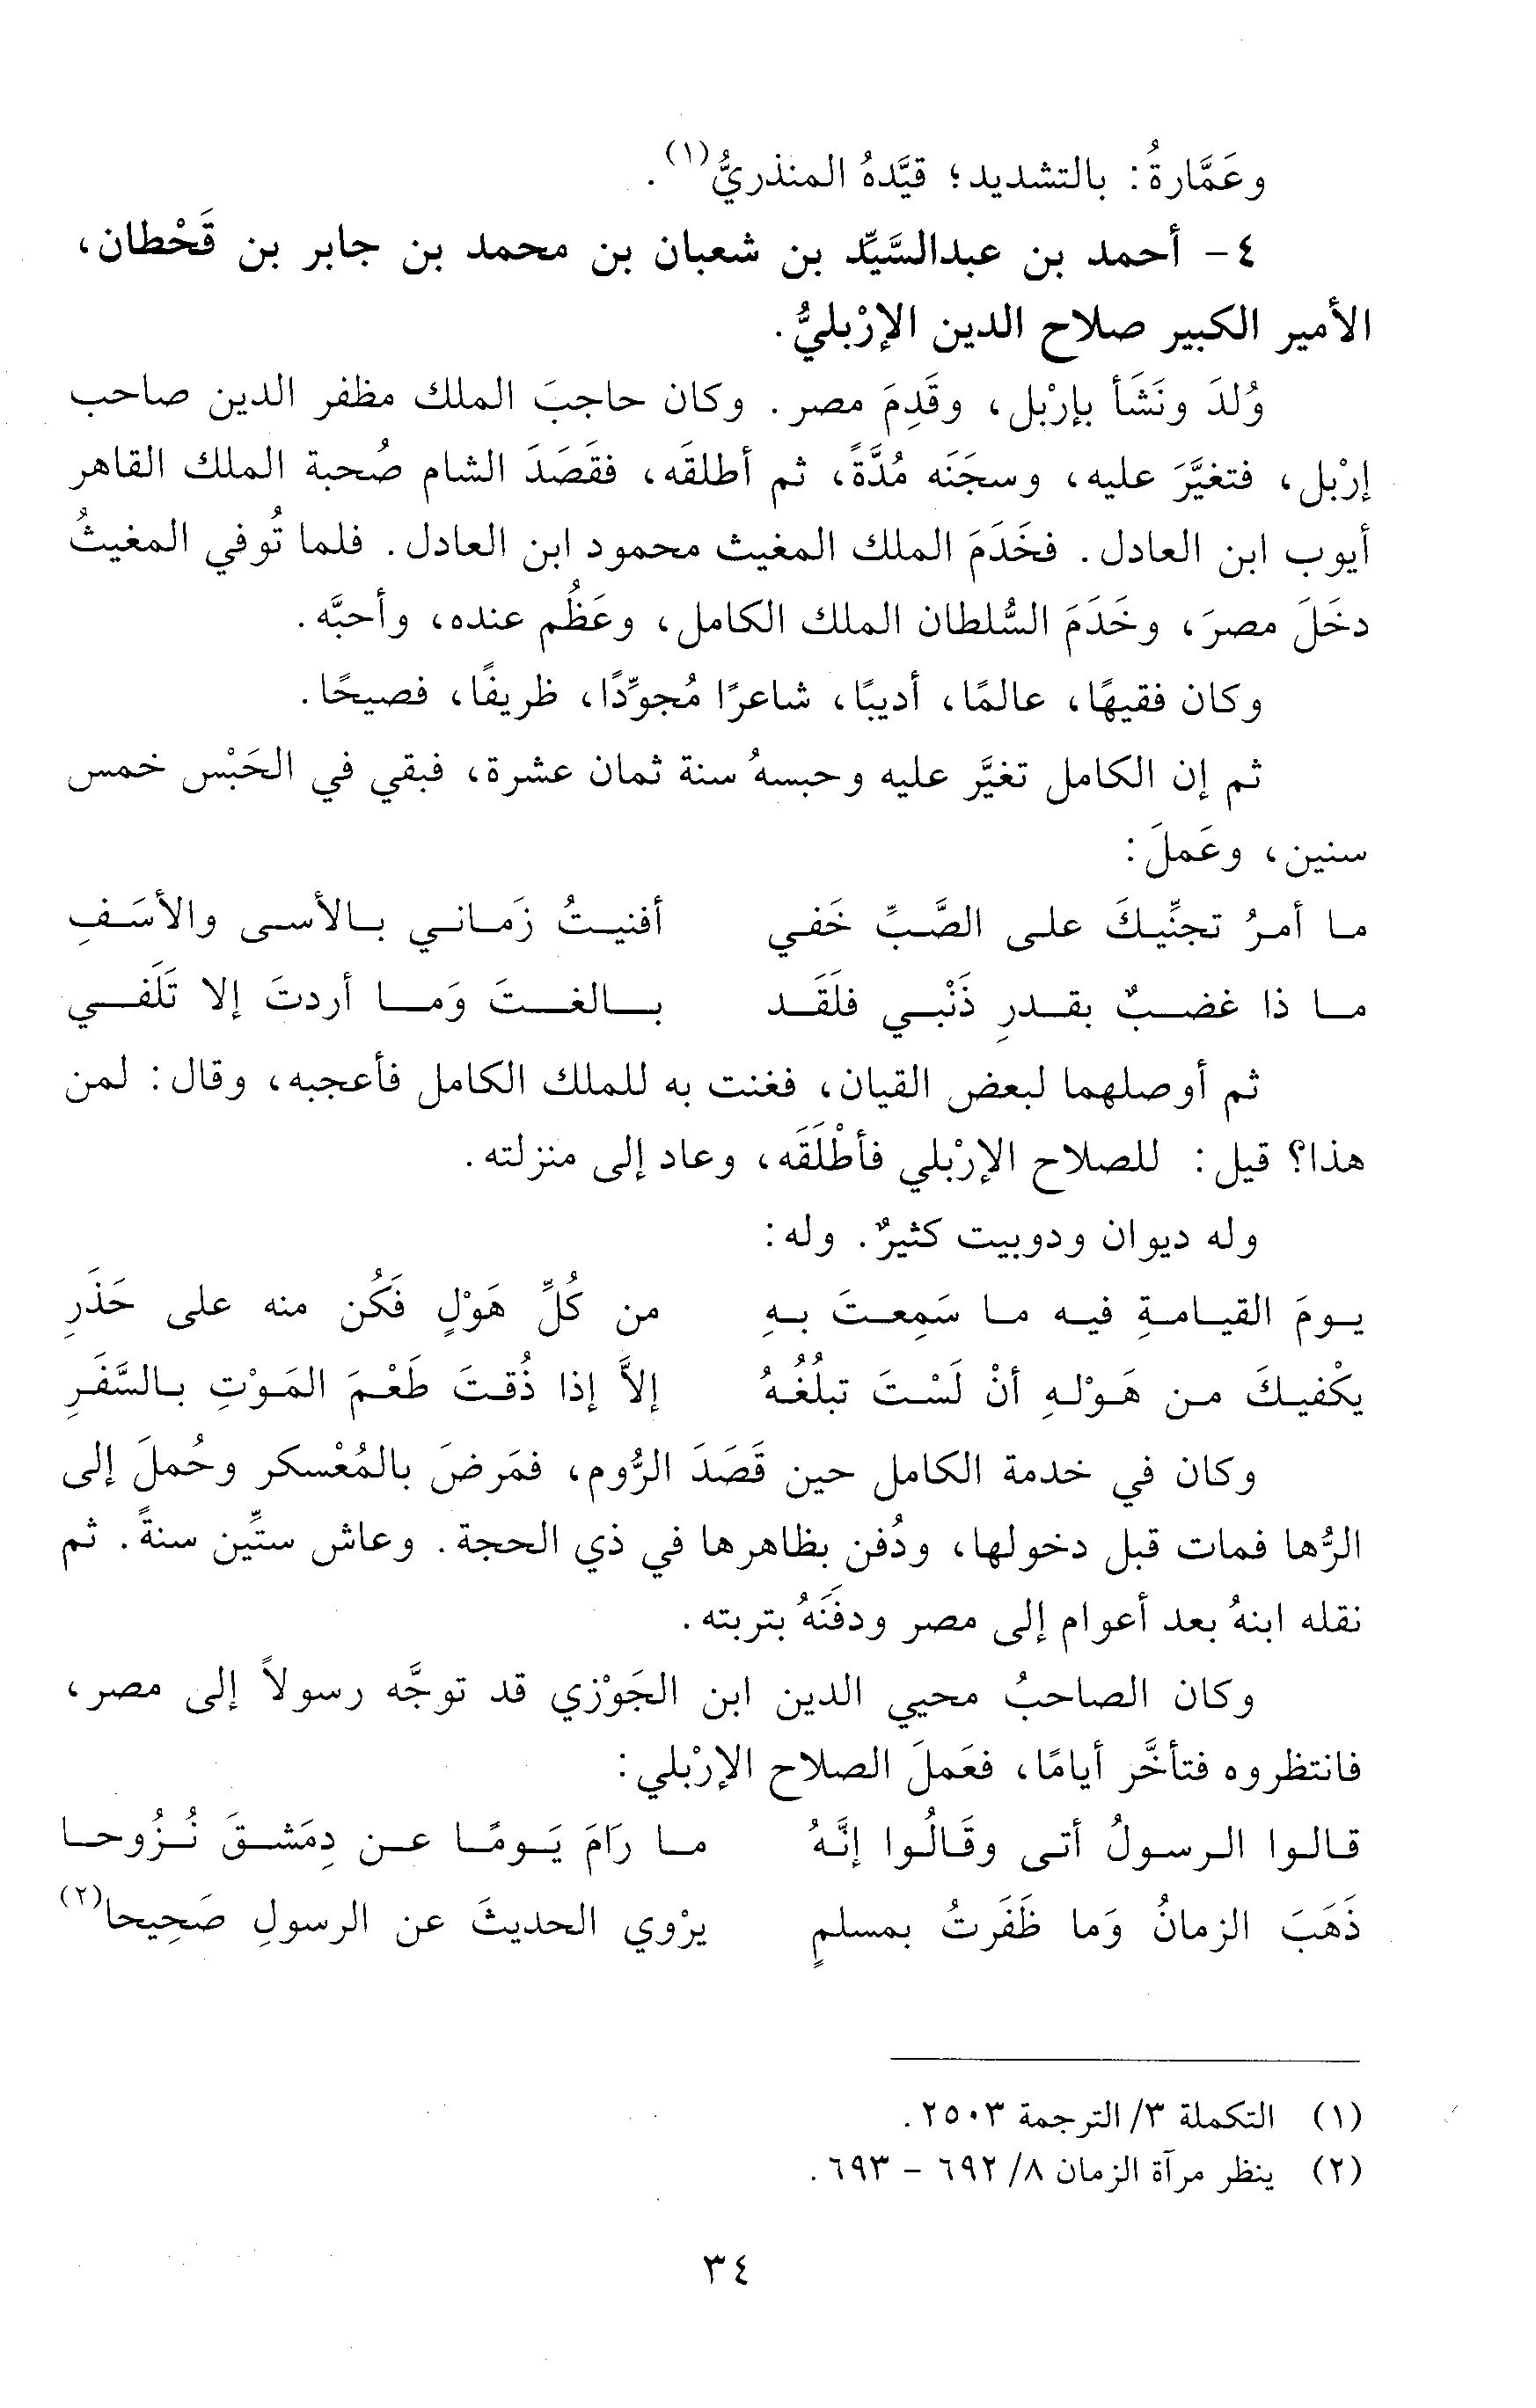 وعَمَّارةُ: بالتشديد؛ قيَّدهُ المنذريُّ(١).
٤- أحمد بن عبدالسَّيِّد بن شعبان بن محمد بن جابر بن قَحْطان،
الأمير الكبير صلاح الدين الإرْبليُّ.
وُلدَ ونَشَأ بإرْبل، وقَدِمَ مصر. وكان حاجبَ الملك مظفر الدين صاحب
إرْبل، فتغيَّرَ عليه، وسجَنَه مُدَّةً، ثم أطلقَه، فقَصَدَ الشام صُحبة الملك القاهر
أيوب ابن العادل. فخَدَمَ الملك المغيث محمود ابن العادل. فلما تُوفي المغيثُ
دخَلَ مصرَ، وخَدَمَ السُّلطان الملك الكامل، وعَظُم عنده، وأحبَّه.
وكان فقيهًا، عالمًا، أديبًا، شاعرًا مُجوِّدًا، ظريفًا، فصيحًا.
ثم إن الكامل تغيَّر عليه وحبسهُ سنة ثمان عشرة، فبقي في الحَبْس خمس
سنين، وعَملَ:
ما أمرُ تجنِّيكَ على الصَّبِّ خَفي أفنيتُ زَماني بالأسى والأسَفِ
ما ذا غضبٌ بقدرِ ذَنْبي فلَقَد بالغتَ وَما أردتَ إلا تَلَفي
ثم أوصلهما لبعض القيان، فغنت به للملك الكامل فأعجبه، وقال: لمن
هذا؟ قيل: للصلاح الإرْبلي فأطْلَقَه، وعاد إلى منزلته.
وله ديوان ودوبيت كثيرٌ. وله:
يومَ القيامةِ فيه ما سَمِعتَ بهِ من كُلِّ هَوْلٍ فَكُن منه على حَذَرِ
يكْفيكَ من هَوْلهِ أنْ لَسْتَ تبلُغُهُ إلاَّ إذا ذُقتَ طَعْمَ المَوْتِ بالسَّفَرِ
وكان في خدمة الكامل حين قَصَدَ الرُّوم، فمَرضَ بالمُعْسكر وحُملَ إلى
الرُّها فمات قبل دخولها، ودُفن بظاهرها في ذي الحجة. وعاش ستِّين سنةً. ثم
نقله ابنهُ بعد أعوام إلى مصر ودفَنَهُ بتربته.
وكان الصاحبُ محيي الدين ابن الجَوْزي قد توجَّه رسولاً إلى مصر،
فانتظروه فتأخَّر أيامًا، فعَملَ الصلاح الإرْبلي:
قالوا الرسولُ أتى وقَالُوا إنَّهُ ما رَامَ يَومًا عن دِمَشقَ نُزُوحا
ذَهَبَ الزمانُ وَما ظَفَرتُ بمسلمٍ يرْوي الحديثَ عن الرسولِ صَحِيحا(٢)
(١) التكملة ٣/ الترجمة ٢٥٠٣.
(٢) ينظر مرآة الزمان ٨/ ٦٩٢ - ٦٩٣.
٣٤